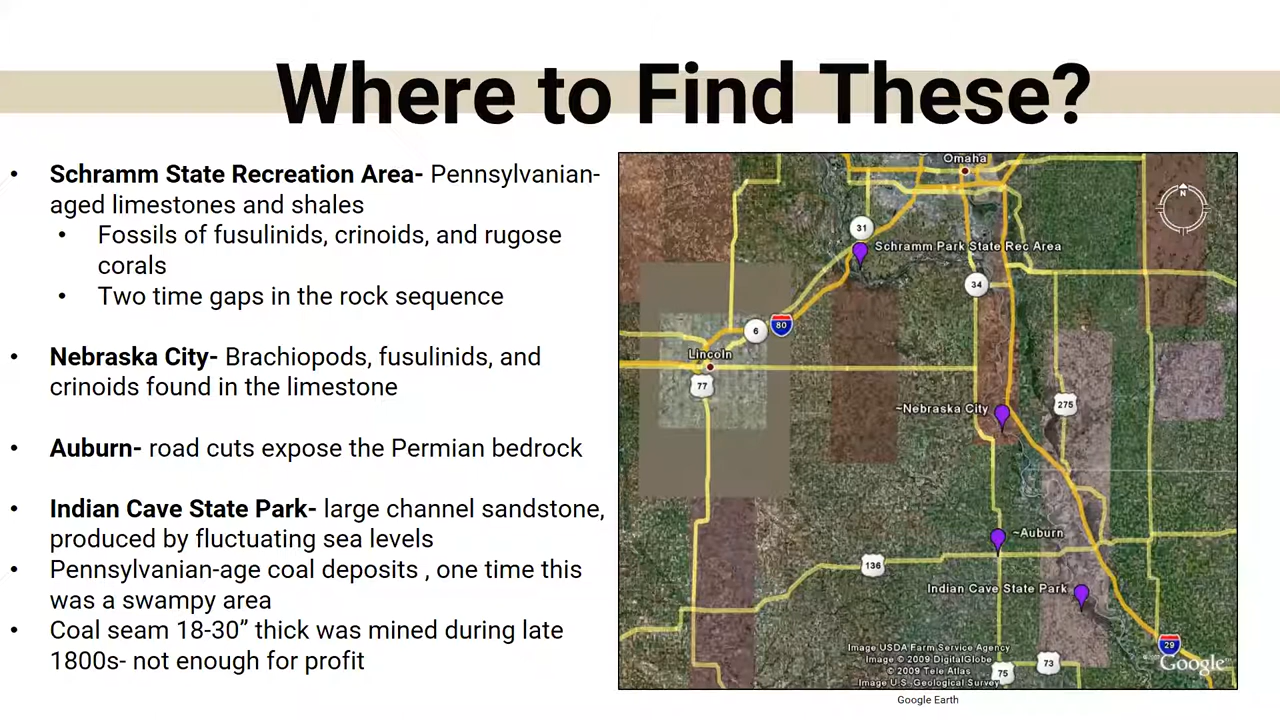 Where to Find These?
• Schramm State Recreation Area- Pennsylvanian-
aged limestones and shales
• Fossils of fusulinids, crinoids, and rugose
corals
• Two time gaps in the rock sequence
• Nebraska City- Brachiopods, fusulinids, and
crinoids found in the limestone
• Auburn- road cuts expose the Permian bedrock
• Indian Cave State Park- large channel sandstone,
produced by fluctuating sea levels
• Pennsylvanian-age coal deposits , one time this
was a swampy area
• Coal seam 18-30” thick was mined during late
1800s- not enough for profit
Omaha
N
31
Schramm Park State Rec Area
34
6
80
Lincoln
77
~Nebraska City
275
~Auburn
136
Indian Cave State Park
29
Image USDA Farm Service Agency
Image © 2009 DigitalGlobe
© 2009 Tele Atlas
Image U.S. Geological Survey
75
73
Google
Google Earth